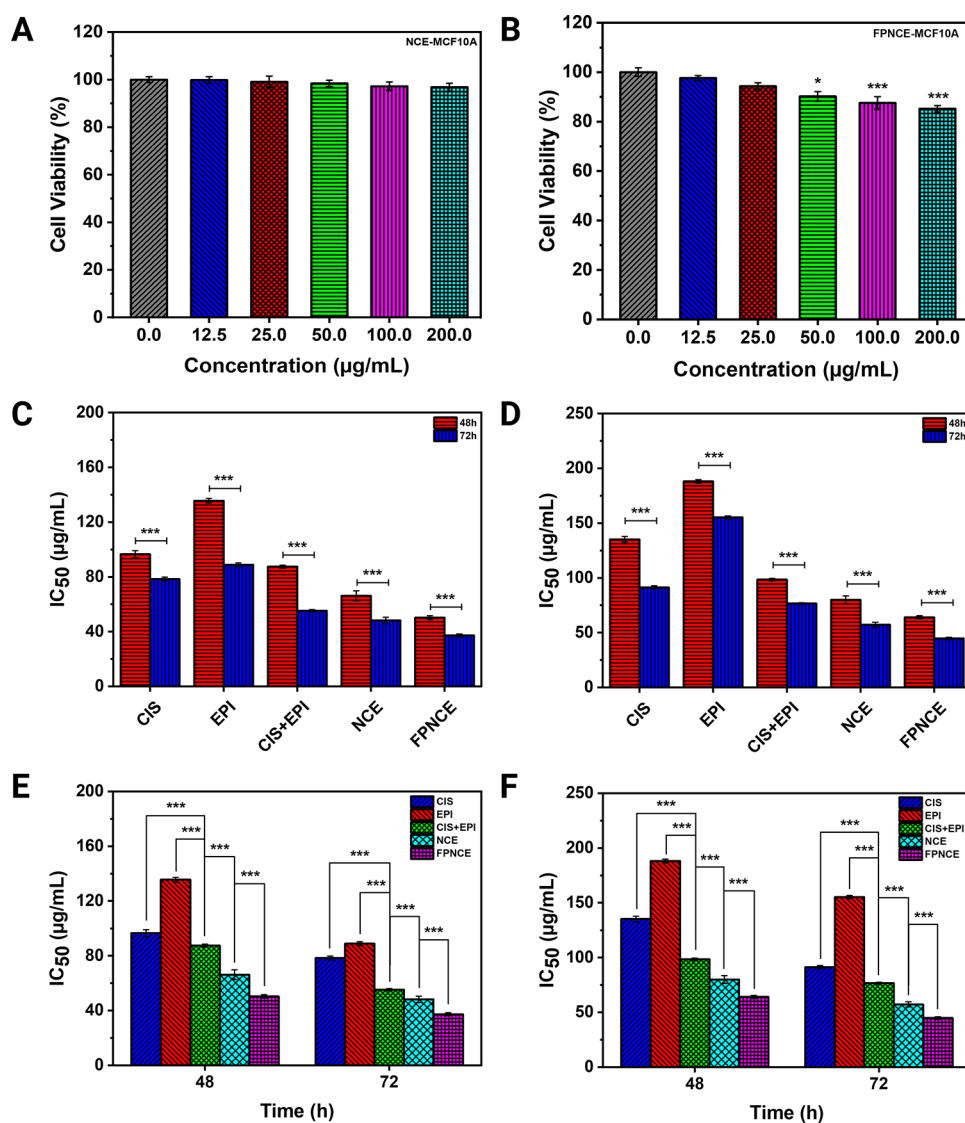 A
NCE-MCF10A
Cell Viability (%)
120
100
80
60
40
20
0
0.0 12.5 25.0 50.0 100.0 200.0
Concentration (µg/mL)
B
FPNCE-MCF10A
Cell Viability (%)
120
100
80
60
40
20
0
* *** ***
0.0 12.5 25.0 50.0 100.0 200.0
Concentration (µg/mL)
C
48h
72h
IC50 (µg/mL)
200
160
120
80
40
0
*** *** *** *** ***
CIS EPI CIS+EPI NCE FPNCE
D
48h
72h
IC50 (µg/mL)
250
200
150
100
50
0
*** *** *** *** ***
CIS EPI CIS+EPI NCE FPNCE
E
CIS
EPI
CIS+EPI
NCE
FPNCE
IC50 (µg/mL)
200
160
120
80
40
0
*** *** *** ***
*** *** *** ***
48 72
Time (h)
F
CIS
EPI
CIS+EPI
NCE
FPNCE
IC50 (µg/mL)
250
200
150
100
50
0
*** *** *** ***
*** *** *** ***
48 72
Time (h)